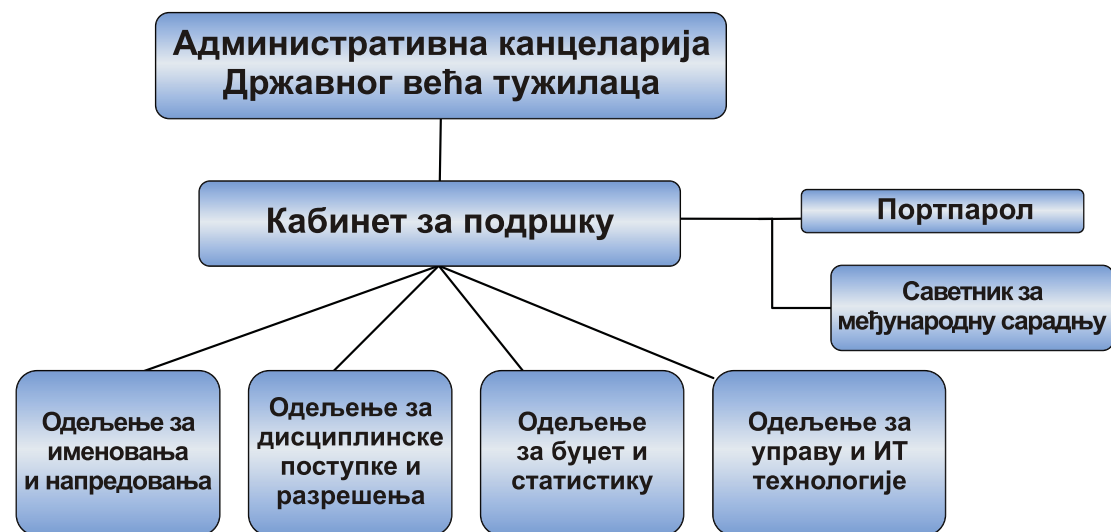 Административна канцеларија
Државног већа тужилаца
Кабинет за подршку
Портпарол
Саветник за
међународну сарадњу
Одељење за
именовања
и напредовања
Одељење за
дисциплинске
поступке и
разрешења
Одељење
за буџет и
статистику
Одељење за
управу и ИТ
технологије